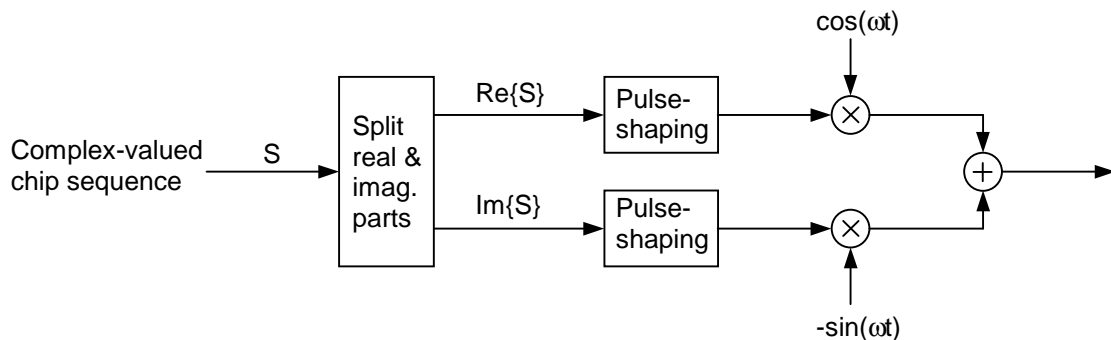 cos(ωt)
Complex-valued
chip sequence
S
Split
real &
imag.
parts
Re{S}
Pulse-
shaping
Im{S}
Pulse-
shaping
-sin(ωt)